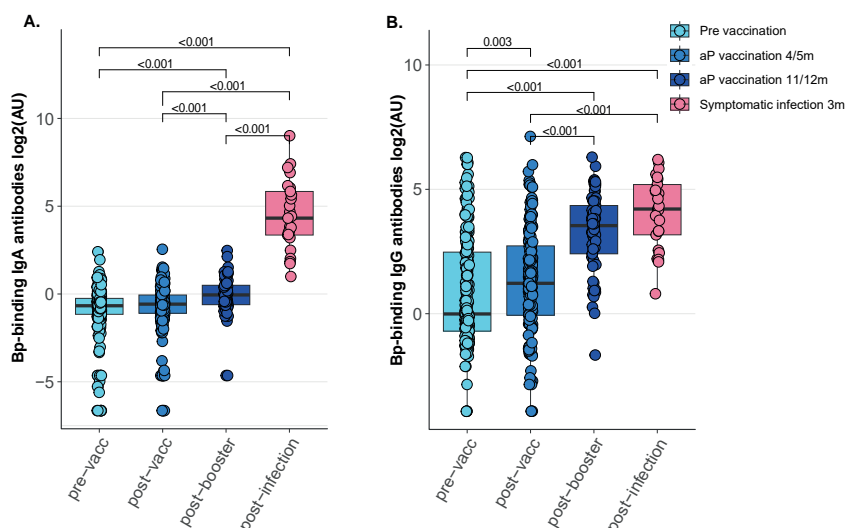 A.
Bp-binding IgA antibodies log2(AU)
10
5
0
−5
<0.001
<0.001
<0.001
<0.001
<0.001
pre−vacc
post−vacc
post−booster
post−infection
B.
Bp-binding IgG antibodies log2(AU)
10
5
0
0.003
<0.001
<0.001
<0.001
<0.001
pre−vacc
post−vacc
post−booster
post−infection
Pre vaccination
aP vaccination 4/5m
aP vaccination 11/12m
Symptomatic infection 3m